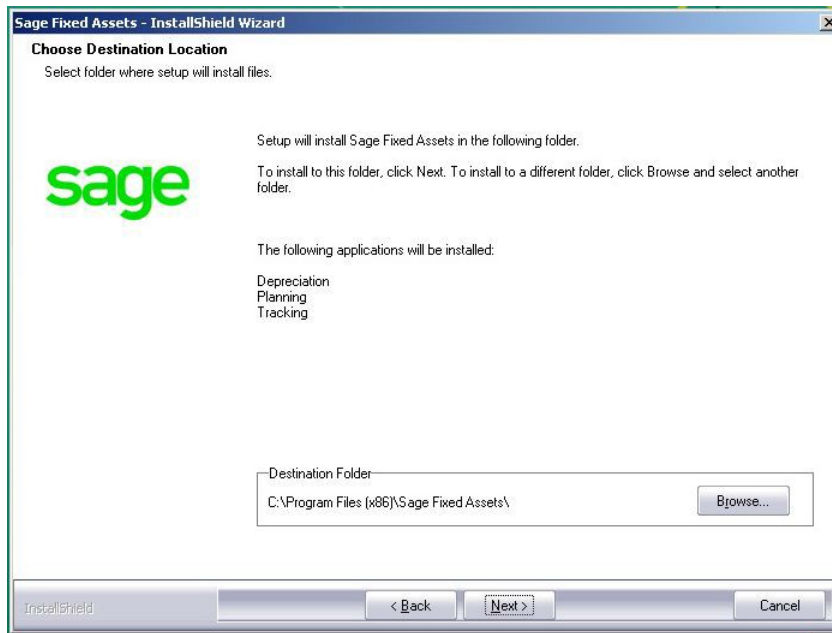 Sage Fixed Assets - InstallShield Wizard
Choose Destination Location
Select folder where setup will install files.
sage
Setup will install Sage Fixed Assets in the following folder.
To install to this folder, click Next. To install to a different folder, click Browse and select another
folder.
The following applications will be installed:
Depreciation
Planning
Tracking
Destination Folder
C:\Program Files (x86)\Sage Fixed Assets\
Browse...
InstallShield
< Back
Next >
Cancel